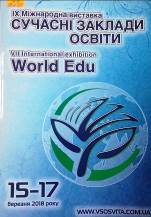 IX Міжнародна виставка
СУЧАСНІ ЗАКЛАДИ
ОСВІТИ
VII International exhibition
World Edu
15-17
березня 2018 року
WWW.VSOSVITA.COM.UA